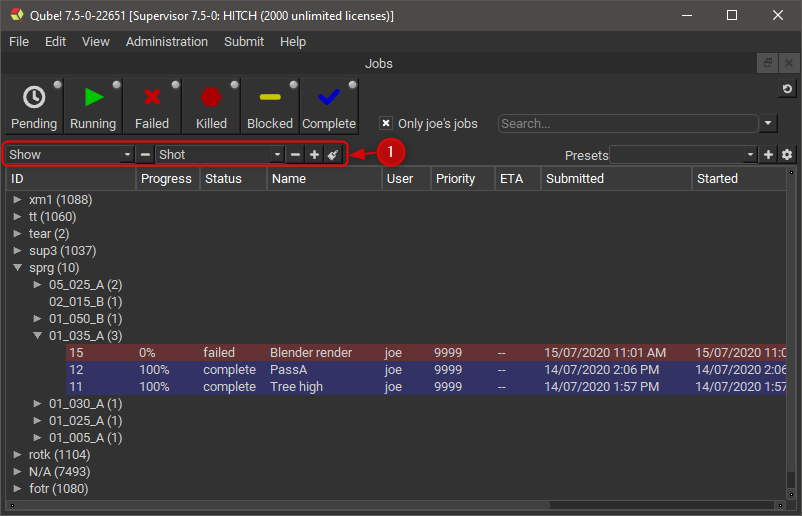 Qube! 7.5-0-22651 [Supervisor 7.5-0: HITCH (2000 unlimited licenses)]
File Edit View Administration Submit Help
Jobs
Pending Running Failed Killed Blocked Complete Only joe's jobs Search...
Show Shot 1 Presets
ID Progress Status Name User Priority ETA Submitted Started
xm1 (1088)
tt (1060)
tear (2)
sup3 (1037)
sprg (10)
05_025_A (2)
02_015_B (1)
01_050_B (1)
01_035_A (3)
15 0% failed Blender render joe 9999 -- 15/07/2020 11:01 AM 15/07/2020 11:0
12 100% complete PassA joe 9999 -- 14/07/2020 2:06 PM 14/07/2020 2:06
11 100% complete Tree high joe 9999 -- 14/07/2020 1:57 PM 14/07/2020 1:57
01_030_A (1)
01_025_A (1)
01_005_A (1)
rotk (1104)
N/A (7493)
fotr (1080)